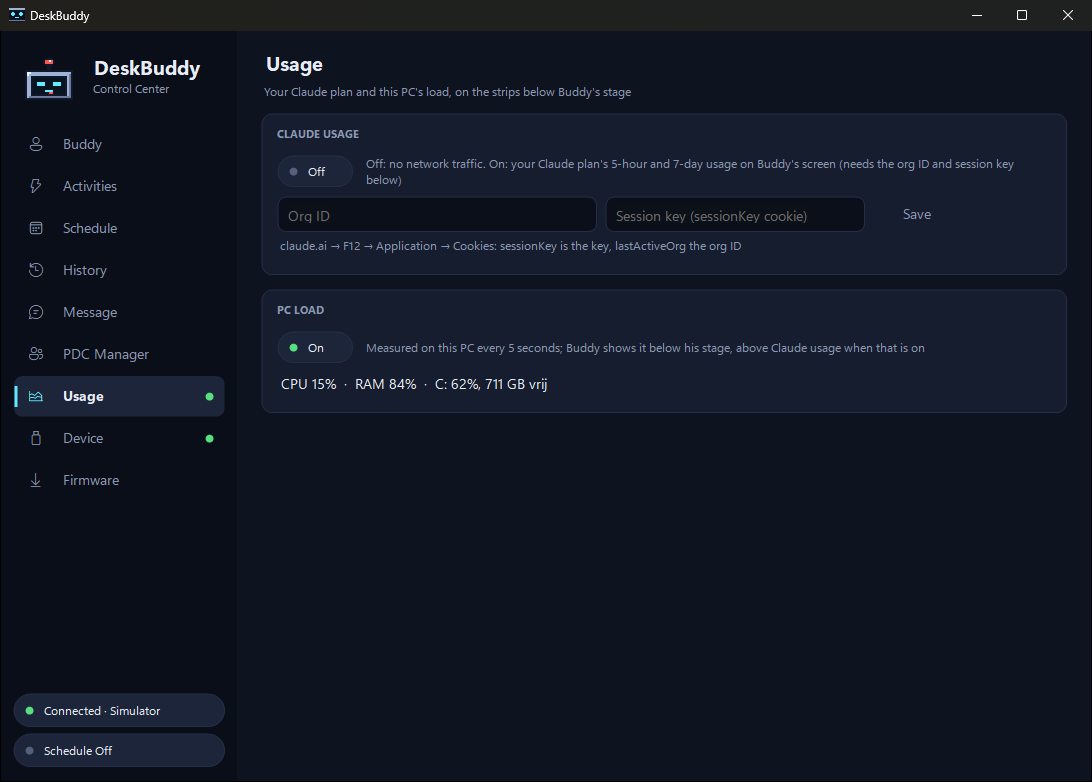 DeskBuddy
DeskBuddy
Control Center
Buddy
Activities
Schedule
History
Message
PDC Manager
Usage
Device
Firmware
Connected · Simulator
Schedule Off
Usage
Your Claude plan and this PC's load, on the strips below Buddy's stage
CLAUDE USAGE
Off
Off: no network traffic. On: your Claude plan's 5-hour and 7-day usage on Buddy's screen (needs the org ID and session key
below)
Org ID
Session key (sessionKey cookie)
Save
claude.ai → F12 → Application → Cookies: sessionKey is the key, lastActiveOrg the org ID
PC LOAD
On
Measured on this PC every 5 seconds; Buddy shows it below his stage, above Claude usage when that is on
CPU 15% · RAM 84% · C: 62%, 711 GB vrij